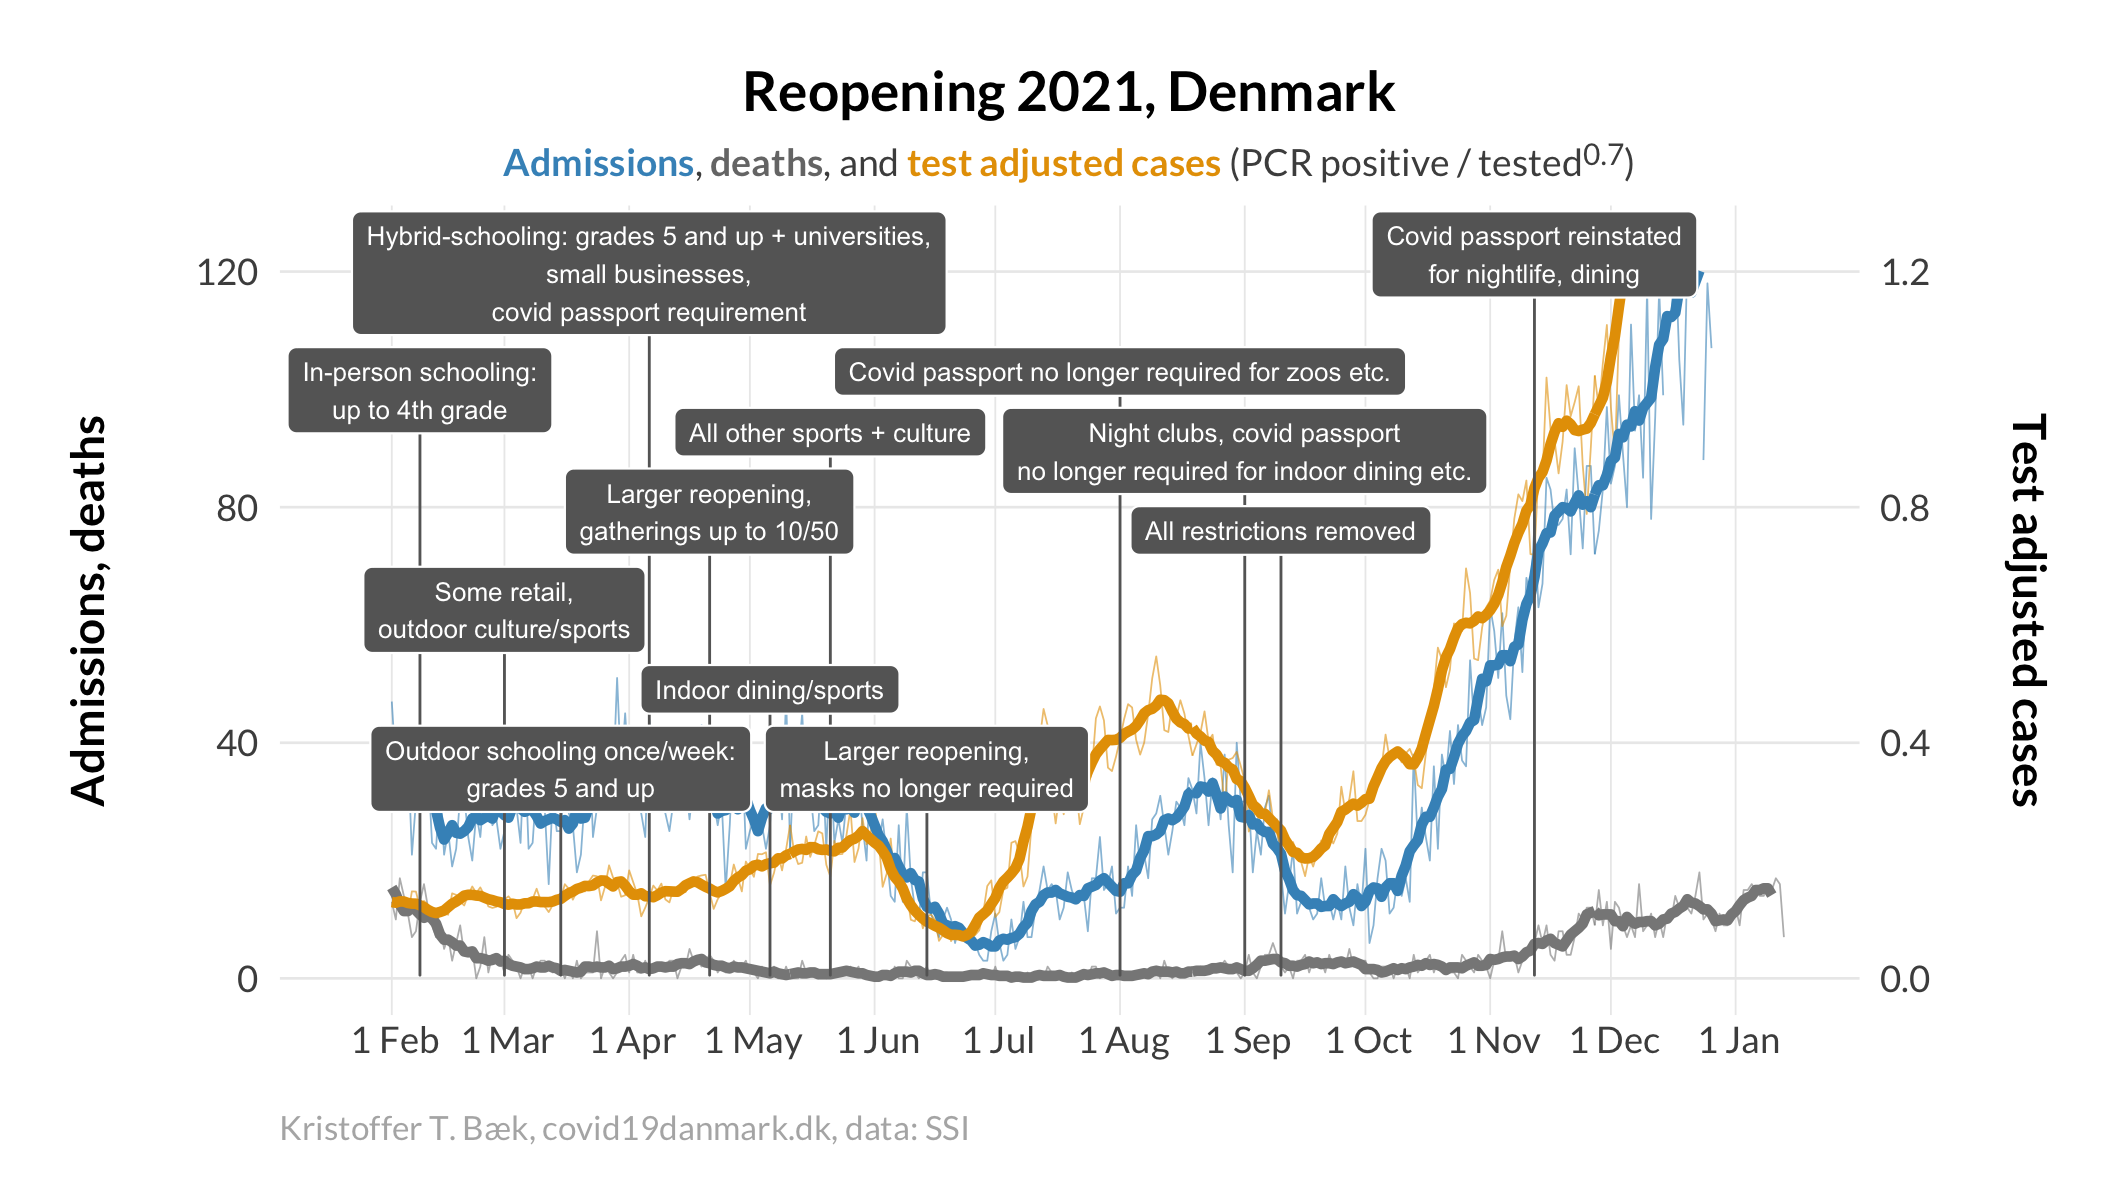 Reopening 2021, Denmark
Admissions, deaths, and test adjusted cases (PCR positive / tested^0.7)
Hybrid-schooling: grades 5 and up + universities,
small businesses,
covid passport requirement
Covid passport reinstated
for nightlife, dining
In-person schooling:
up to 4th grade
Covid passport no longer required for zoos etc.
All other sports + culture
Night clubs, covid passport
no longer required for indoor dining etc.
Larger reopening,
gatherings up to 10/50
All restrictions removed
Some retail,
outdoor culture/sports
Indoor dining/sports
Outdoor schooling once/week:
grades 5 and up
Larger reopening,
masks no longer required
Admissions, deaths
120
80
40
0
Test adjusted cases
1.2
0.8
0.4
0.0
1 Feb 1 Mar 1 Apr 1 May 1 Jun 1 Jul 1 Aug 1 Sep 1 Oct 1 Nov 1 Dec 1 Jan
Kristoffer T. Bæk, covid19danmark.dk, data: SSI